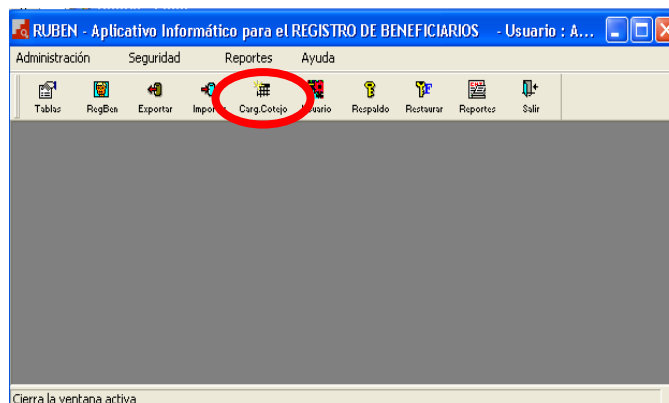 RUBEN - Aplicativo Informático para el REGISTRO DE BENEFICIARIOS - Usuario : A...
Administración Seguridad Reportes Ayuda
Tablas RegBen Exportar Carg.Cotejo Respaldo Restaurar Reportes Salir
Cierra la ventana activa